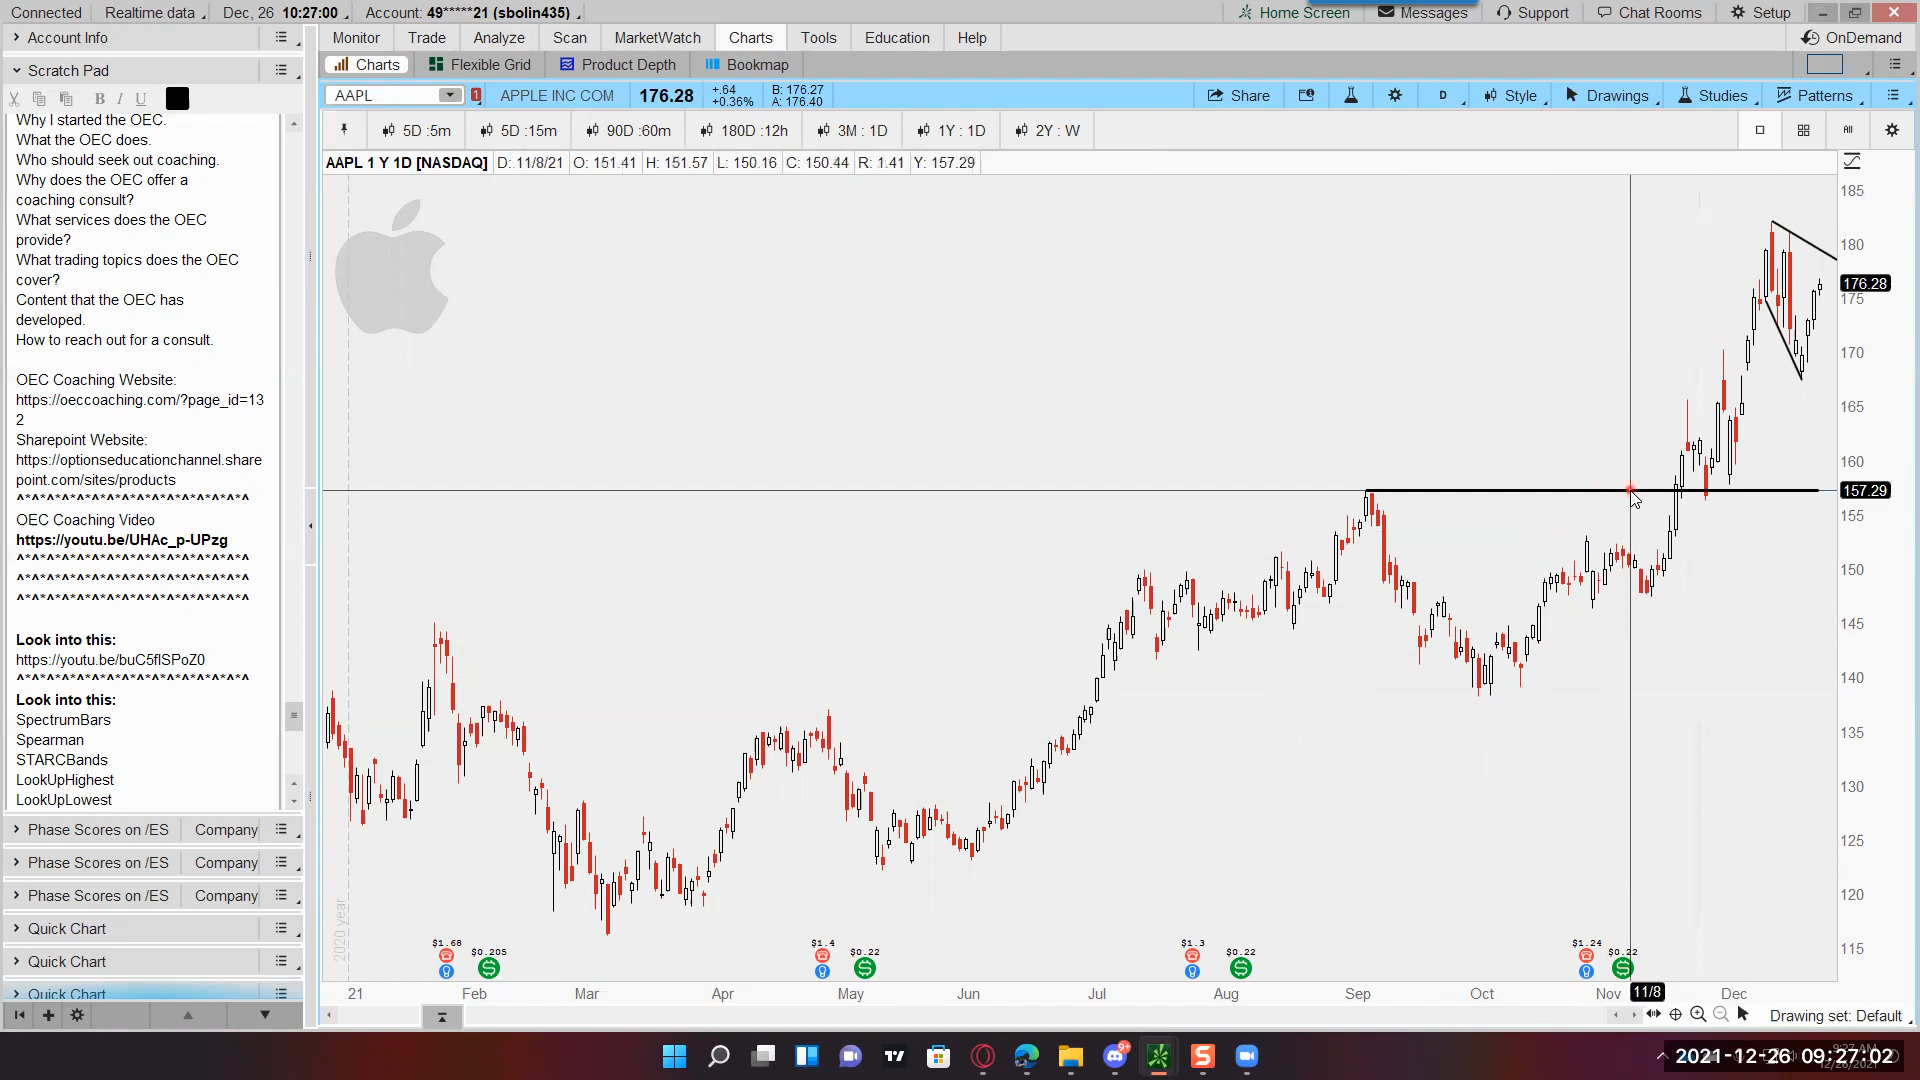 Connected Realtime data Dec, 26 10:27:00 Account: 49*****21 (sbolin435) Home Screen Messages Support Chat Rooms Setup
Account Info
Monitor Trade Analyze Scan MarketWatch Charts Tools Education Help OnDemand
Scratch Pad
Charts Flexible Grid Product Depth Bookmap
B I U
AAPL 1 APPLE INC COM 176.28 +.64 +0.36% B: 176.27 A: 176.40 Share D Style Drawings Studies Patterns
5D :5m 5D :15m 90D :60m 180D :12h 3M : 1D 1Y : 1D 2Y : W All
AAPL 1 Y 1D [NASDAQ] D: 11/8/21 O: 151.41 H: 151.57 L: 150.16 C: 150.44 R: 1.41 Y: 157.29
Why I started the OEC.
What the OEC does.
Who should seek out coaching.
Why does the OEC offer a
coaching consult?
What services does the OEC
provide?
What trading topics does the OEC
cover?
Content that the OEC has
developed.
How to reach out for a consult.
OEC Coaching Website:
https://oeccoaching.com/?page_id=13
2
Sharepoint Website:
https://optionseducationchannel.share
point.com/sites/products
^*^*^*^*^*^*^*^*^*^*^*^*^*^*^*^
OEC Coaching Video
https://youtu.be/UHAc_p-UPzg
^*^*^*^*^*^*^*^*^*^*^*^*^*^*^*^
^*^*^*^*^*^*^*^*^*^*^*^*^*^*^*^
^*^*^*^*^*^*^*^*^*^*^*^*^*^*^*^
Look into this:
https://youtu.be/buC5flSPoZ0
^*^*^*^*^*^*^*^*^*^*^*^*^*^*^*^
Look into this:
SpectrumBars
Spearman
STARCBands
LookUpHighest
LookUpLowest
Phase Scores on /ES Company
Phase Scores on /ES Company
Phase Scores on /ES Company
Quick Chart
Quick Chart
Quick Chart
185
180
176.28
175
170
165
160
157.29
155
150
145
140
135
130
125
120
115
2020 year
$1.68 $0.205 $1.4 $0.22 $1.3 $0.22 $1.24 $0.22
21 Feb Mar Apr May Jun Jul Aug Sep Oct Nov 11/8 Dec
Drawing set: Default
9+
2021-12-26 09:27:02